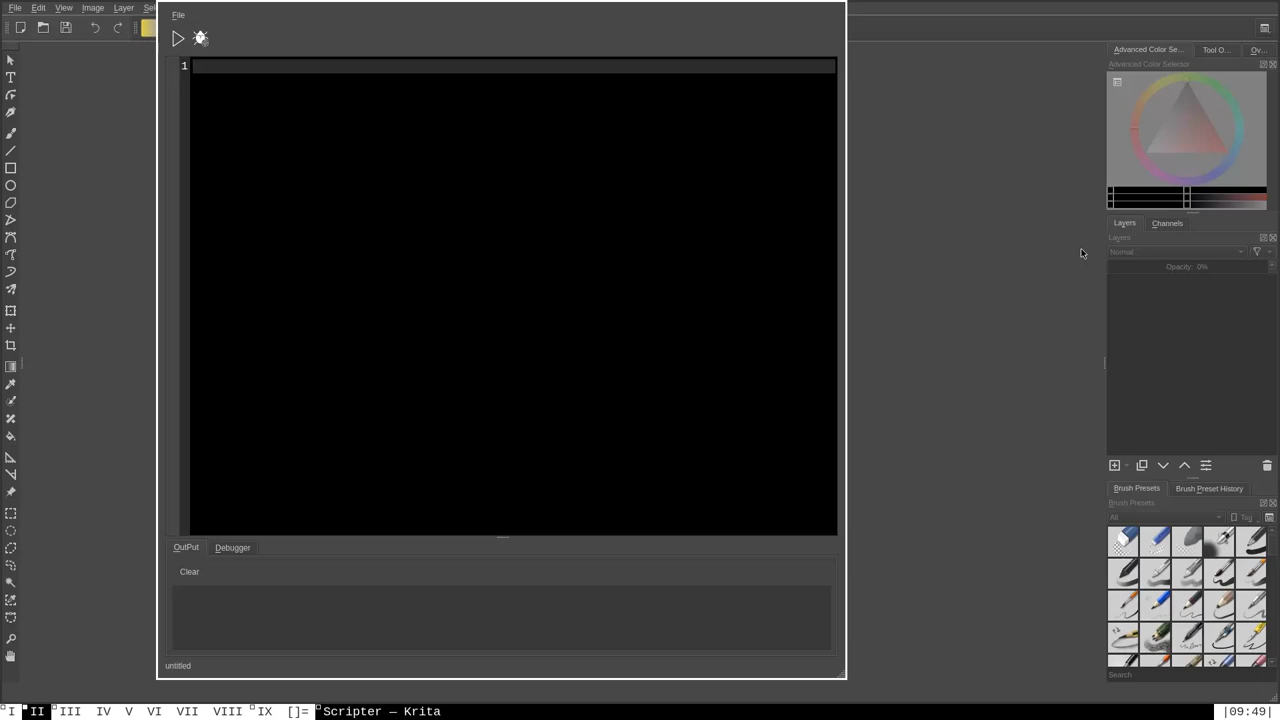 File Edit View Image Layer Sel
File
1
OutPut Debugger
Clear
untitled
Advanced Color Se... Tool O... Ov...
Advanced Color Selector
Layers Channels
Layers
Normal
Opacity: 0%
Brush Presets Brush Preset History
Brush Presets
All Tag
Search
I II III IV V VI VII VIII IX []= Scripter — Krita |09:49|